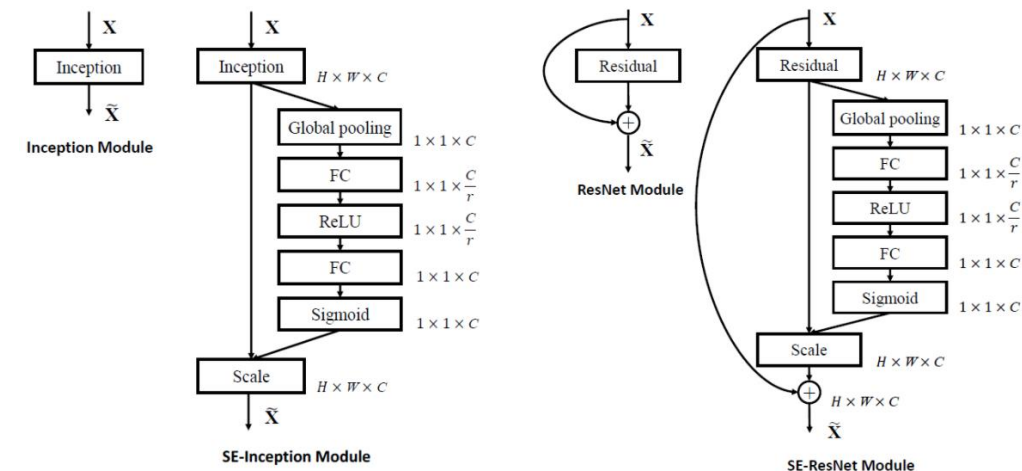 X
Inception
X̃
Inception Module
X
Inception
H × W × C
Global pooling
1 × 1 × C
FC
1 × 1 × C/r
ReLU
1 × 1 × C/r
FC
1 × 1 × C
Sigmoid
1 × 1 × C
Scale
H × W × C
X̃
SE-Inception Module
X
Residual
+
X̃
ResNet Module
X
Residual
H × W × C
Global pooling
1 × 1 × C
FC
1 × 1 × C/r
ReLU
1 × 1 × C/r
FC
1 × 1 × C
Sigmoid
1 × 1 × C
Scale
H × W × C
+
H × W × C
X̃
SE-ResNet Module